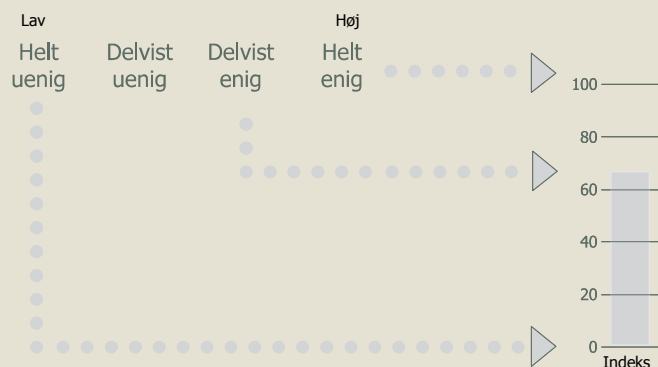 Lav Høj
Helt Delvist Delvist Helt
uenig uenig enig enig
100
80
60
40
20
0
Indeks